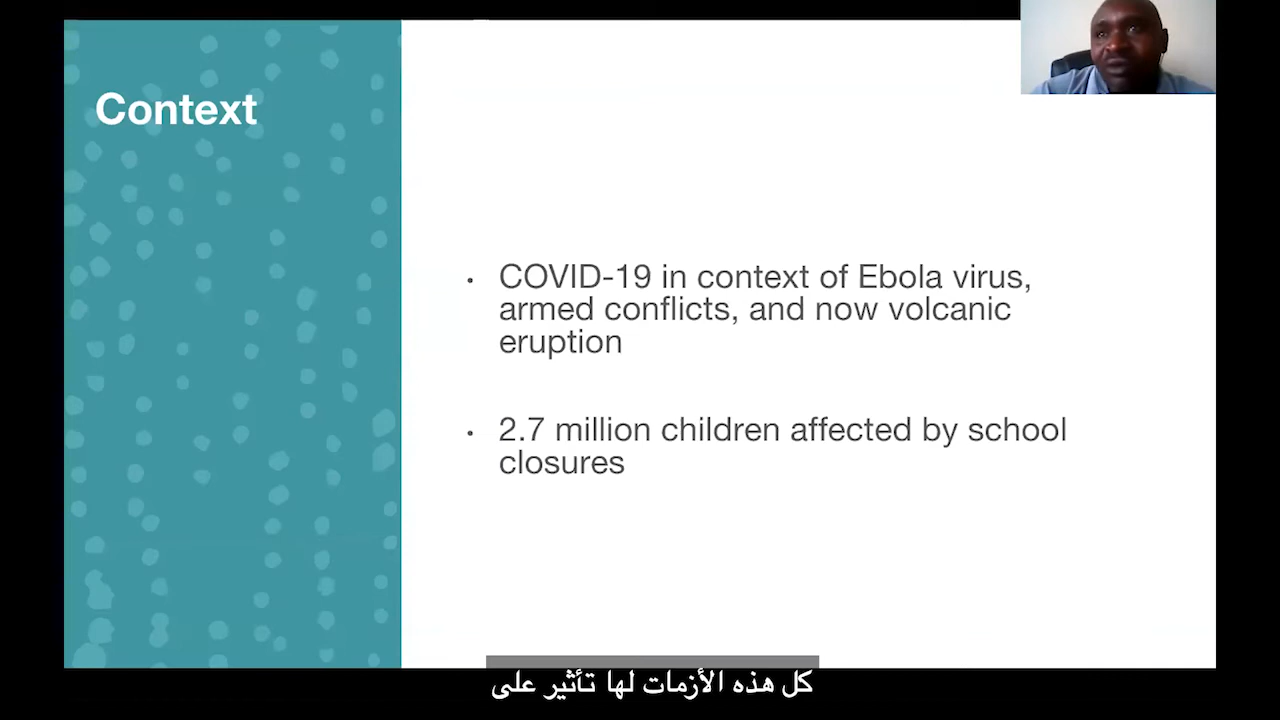 Context
• COVID-19 in context of Ebola virus,
armed conflicts, and now volcanic
eruption
• 2.7 million children affected by school
closures
كل هذه الأزمات لها تأثير على